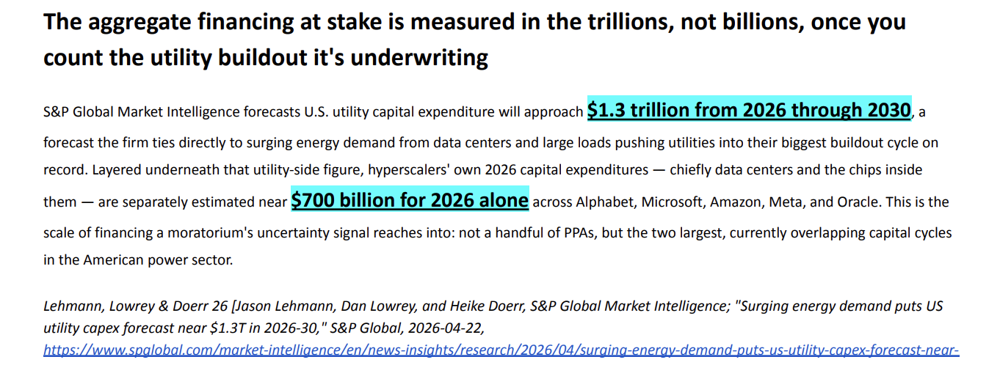 The aggregate financing at stake is measured in the trillions, not billions, once you
count the utility buildout it's underwriting
S&P Global Market Intelligence forecasts U.S. utility capital expenditure will approach $1.3 trillion from 2026 through 2030, a
forecast the firm ties directly to surging energy demand from data centers and large loads pushing utilities into their biggest buildout cycle on
record. Layered underneath that utility-side figure, hyperscalers' own 2026 capital expenditures — chiefly data centers and the chips inside
them — are separately estimated near $700 billion for 2026 alone across Alphabet, Microsoft, Amazon, Meta, and Oracle. This is the
scale of financing a moratorium's uncertainty signal reaches into: not a handful of PPAs, but the two largest, currently overlapping capital cycles
in the American power sector.
Lehmann, Lowrey & Doerr 26 [Jason Lehmann, Dan Lowrey, and Heike Doerr, S&P Global Market Intelligence; "Surging energy demand puts US
utility capex forecast near $1.3T in 2026-30," S&P Global, 2026-04-22,
https://www.spglobal.com/market-intelligence/en/news-insights/research/2026/04/surging-energy-demand-puts-us-utility-capex-forecast-near-